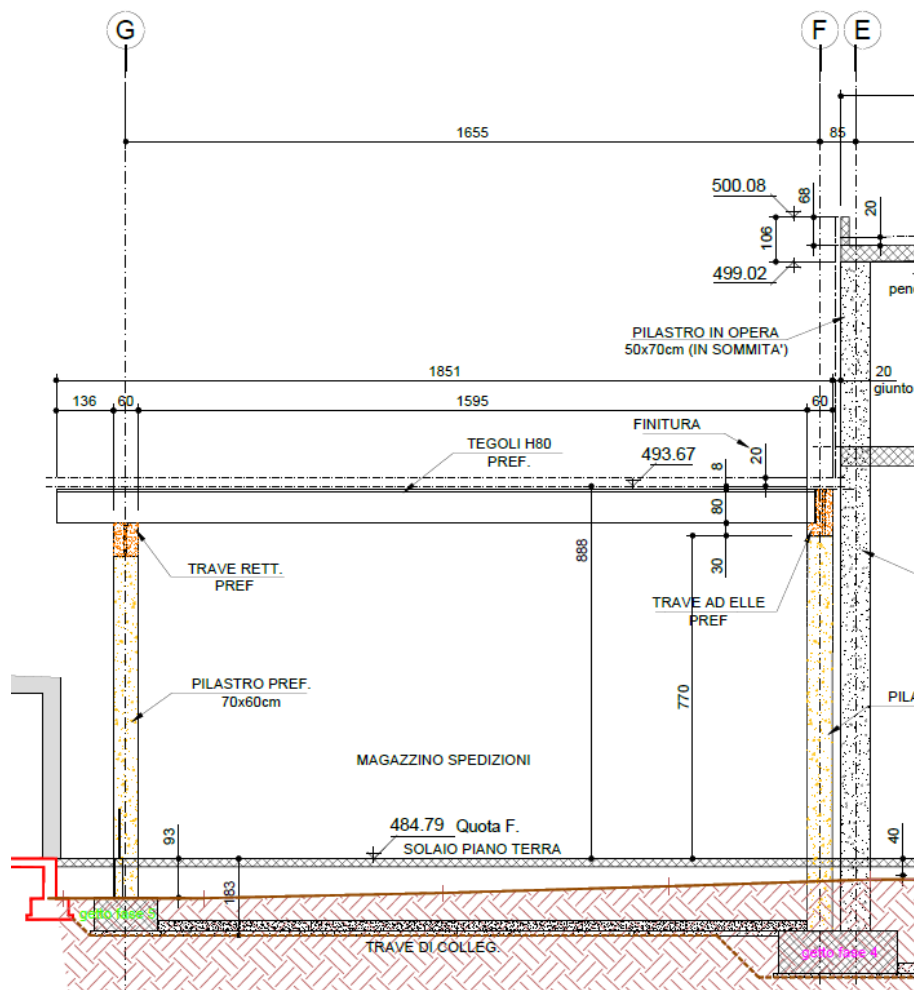 G
F
E
1655
85
500.08
68
20
106
499.02
pend
PILASTRO IN OPERA
50x70cm (IN SOMMITA')
1851
20
giunto
136
60
1595
60
FINITURA
TEGOLI H80
PREF.
493.67
8
20
80
888
30
TRAVE RETT.
PREF
TRAVE AD ELLE
PREF
770
PILASTRO PREF.
70x60cm
PILA
MAGAZZINO SPEDIZIONI
93
484.79 Quota F.
SOLAIO PIANO TERRA
40
183
getto fase
TRAVE DI COLLEG.
getto fase 4